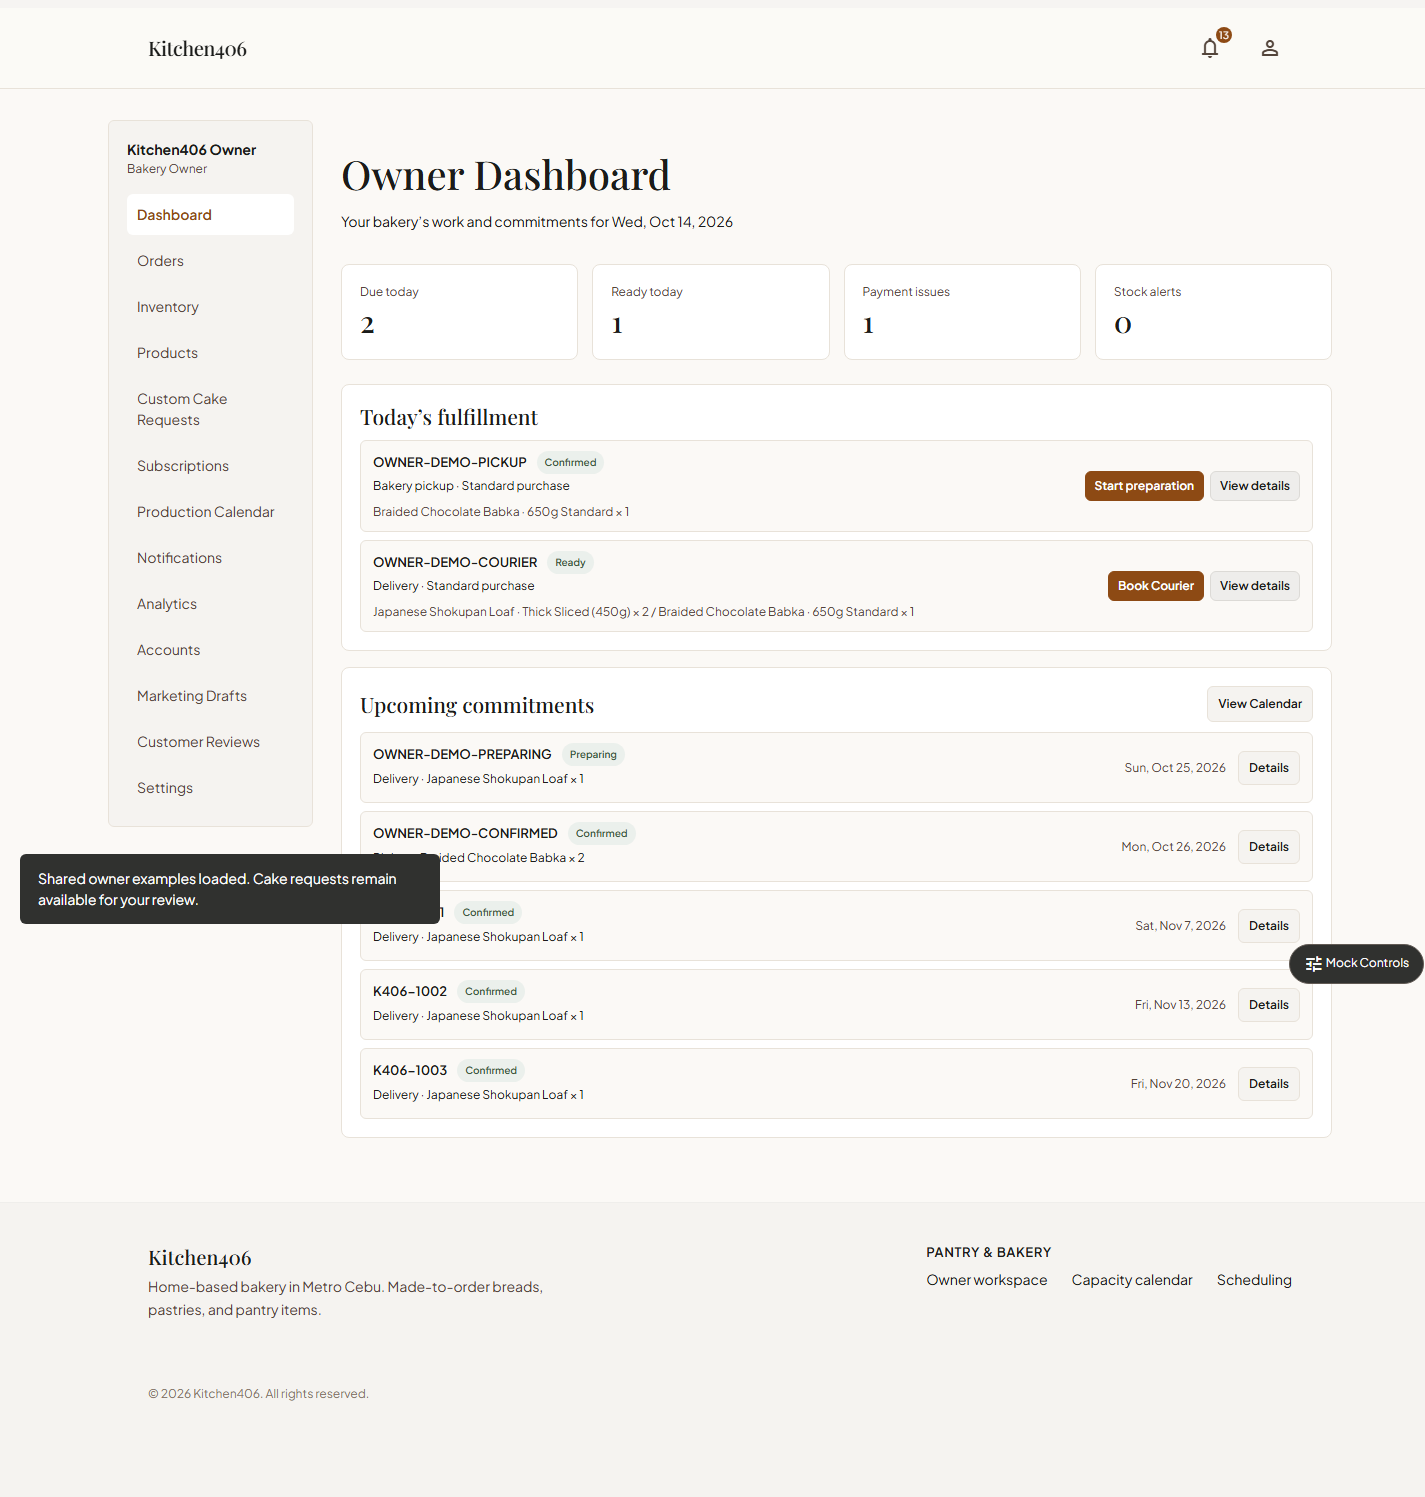 Kitchen406
13
Kitchen406 Owner
Bakery Owner
Dashboard
Orders
Inventory
Products
Custom Cake
Requests
Subscriptions
Production Calendar
Notifications
Analytics
Accounts
Marketing Drafts
Customer Reviews
Settings
Owner Dashboard
Your bakery's work and commitments for Wed, Oct 14, 2026
Due today
2
Ready today
1
Payment issues
1
Stock alerts
0
Today's fulfillment
OWNER-DEMO-PICKUP Confirmed
Bakery pickup · Standard purchase
Braided Chocolate Babka · 650g Standard × 1
Start preparation View details
OWNER-DEMO-COURIER Ready
Delivery · Standard purchase
Japanese Shokupan Loaf · Thick Sliced (450g) × 2 / Braided Chocolate Babka · 650g Standard × 1
Book Courier View details
Upcoming commitments
View Calendar
OWNER-DEMO-PREPARING Preparing
Delivery · Japanese Shokupan Loaf × 1
Sun, Oct 25, 2026 Details
OWNER-DEMO-CONFIRMED Confirmed
Chocolate Babka × 2
Mon, Oct 26, 2026 Details
Shared owner examples loaded. Cake requests remain
available for your review.
Confirmed
Delivery · Japanese Shokupan Loaf × 1
Sat, Nov 7, 2026 Details
Mock Controls
K406-1002 Confirmed
Delivery · Japanese Shokupan Loaf × 1
Fri, Nov 13, 2026 Details
K406-1003 Confirmed
Delivery · Japanese Shokupan Loaf × 1
Fri, Nov 20, 2026 Details
Kitchen406
Home-based bakery in Metro Cebu. Made-to-order breads,
pastries, and pantry items.
PANTRY & BAKERY
Owner workspace Capacity calendar Scheduling
© 2026 Kitchen406. All rights reserved.